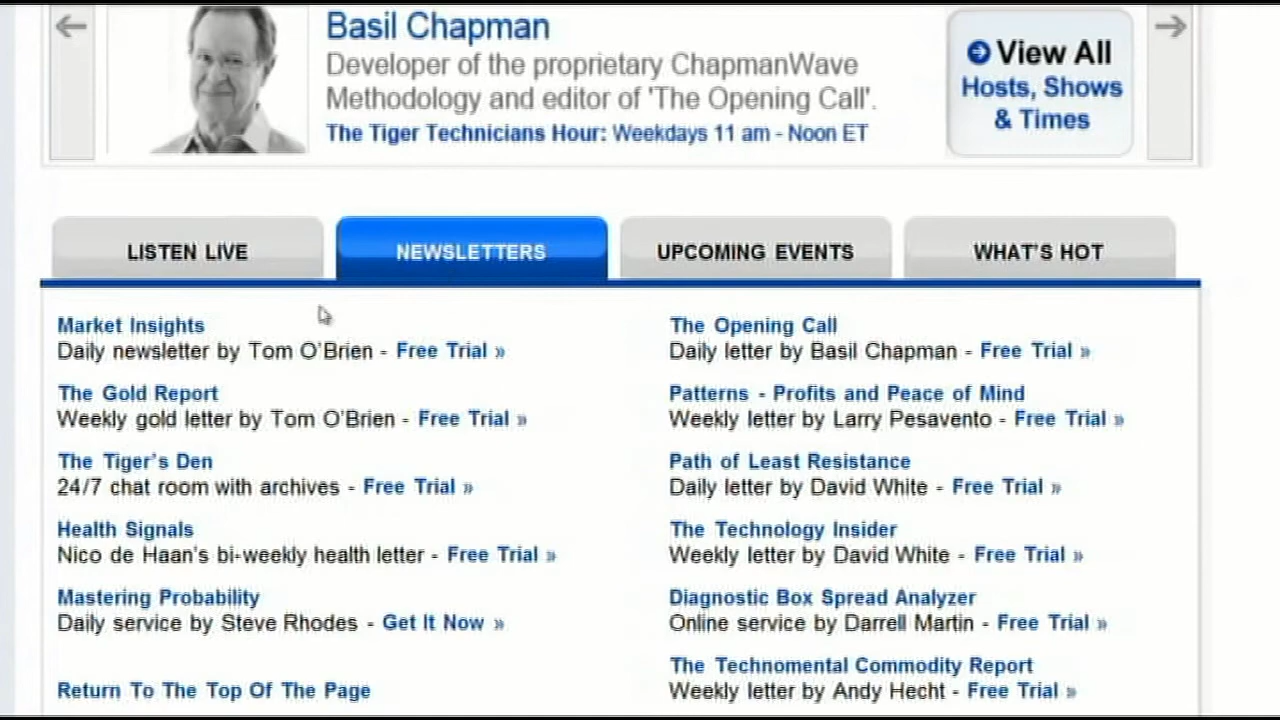 Basil Chapman
Developer of the proprietary ChapmanWave
Methodology and editor of 'The Opening Call'.
The Tiger Technicians Hour: Weekdays 11 am - Noon ET
View All
Hosts, Shows
& Times
LISTEN LIVE
NEWSLETTERS
UPCOMING EVENTS
WHAT'S HOT
Market Insights
Daily newsletter by Tom O'Brien - Free Trial »
The Gold Report
Weekly gold letter by Tom O'Brien - Free Trial »
The Tiger's Den
24/7 chat room with archives - Free Trial »
Health Signals
Nico de Haan's bi-weekly health letter - Free Trial »
Mastering Probability
Daily service by Steve Rhodes - Get It Now »
Return To The Top Of The Page
The Opening Call
Daily letter by Basil Chapman - Free Trial »
Patterns - Profits and Peace of Mind
Weekly letter by Larry Pesavento - Free Trial »
Path of Least Resistance
Daily letter by David White - Free Trial »
The Technology Insider
Weekly letter by David White - Free Trial »
Diagnostic Box Spread Analyzer
Online service by Darrell Martin - Free Trial »
The Technomental Commodity Report
Weekly letter by Andy Hecht - Free Trial »